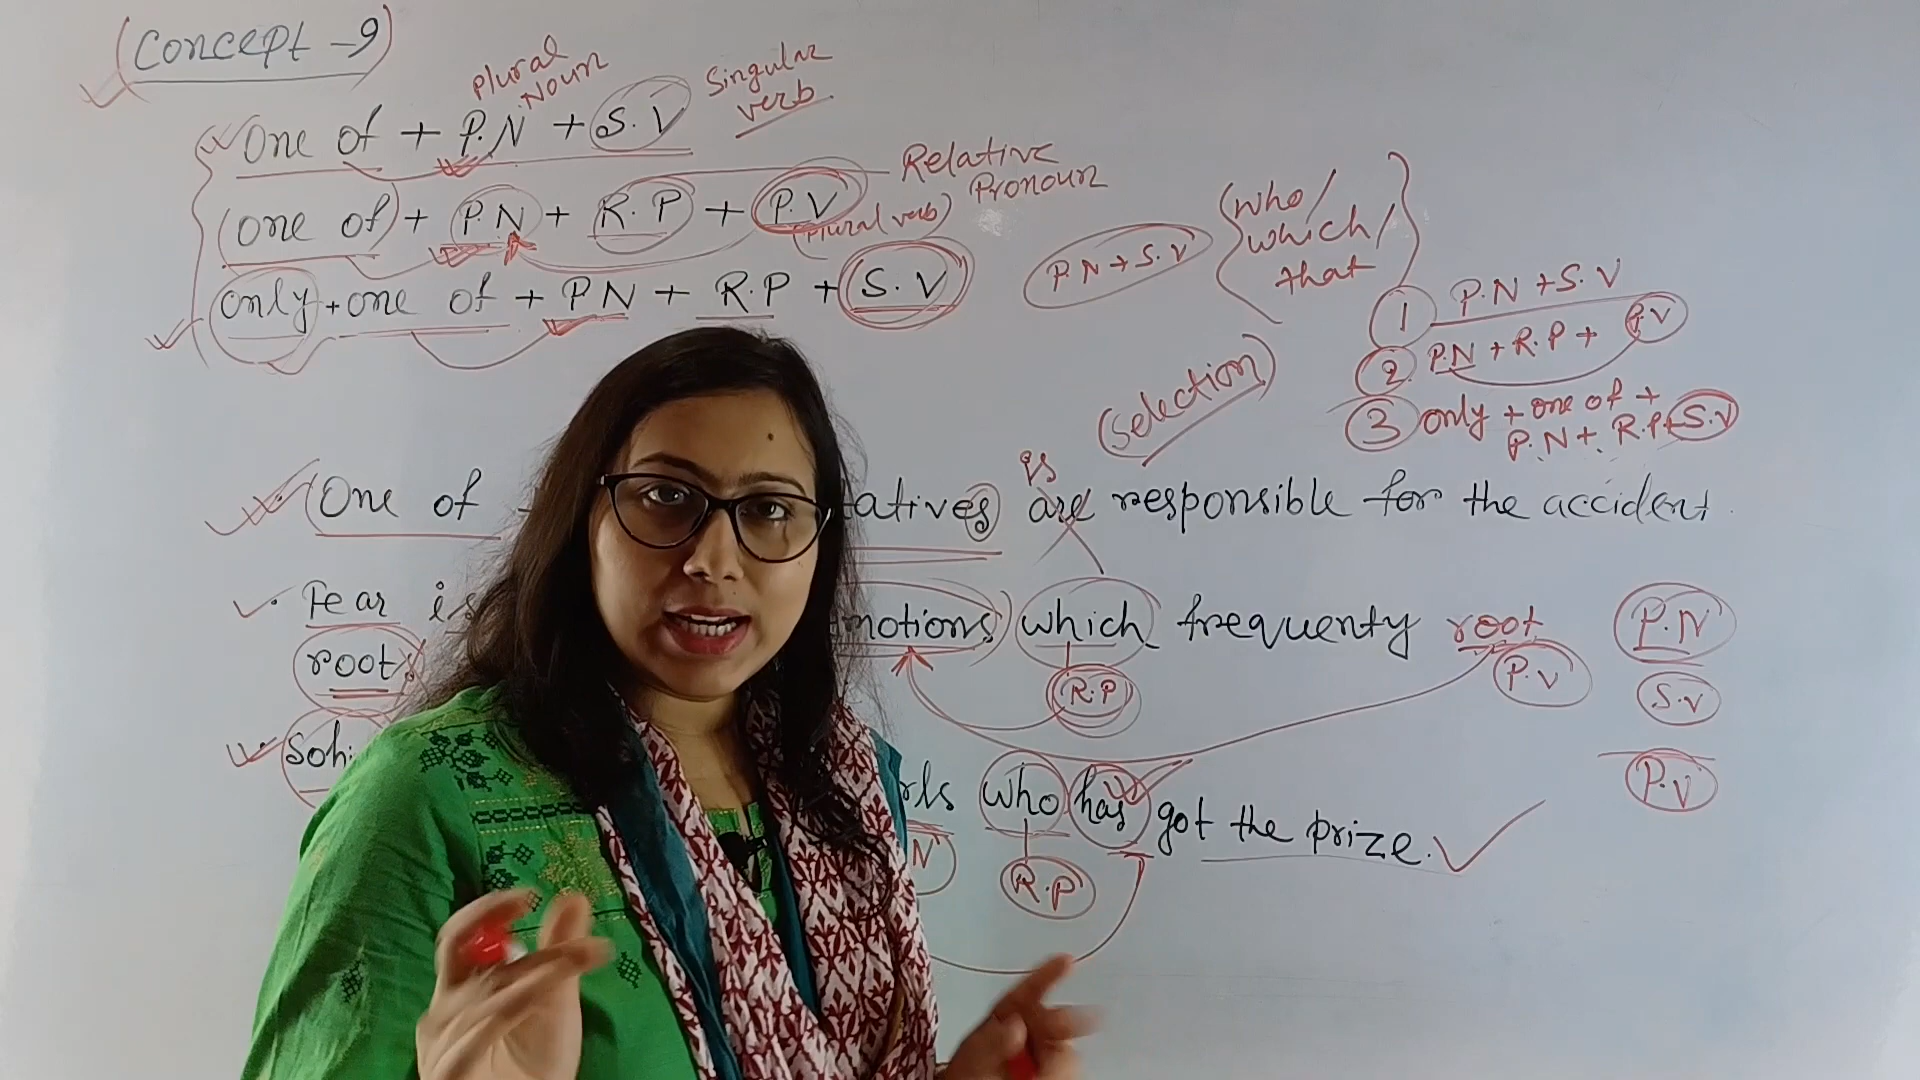 (Concept-9)
Plural Noun
Singular verb
One of + P.N + S.V
Relative Pronoun
(one of) + P.N + R.P + P.V
(Plural verb)
only + one of + P.N + R.P + S.V
P.N + S.V
(who/
which/
that
1 P.N + S.V
2. P.N + R.P + P.V
3 only + one of +
P.N + R.P + S.V
(Selection)
is
One of atives are responsible for the accident.
Fear is motions) which frequenty root P.N
root R.P P.V S.V
Soh rls who has got the prize. P.V
N R.P